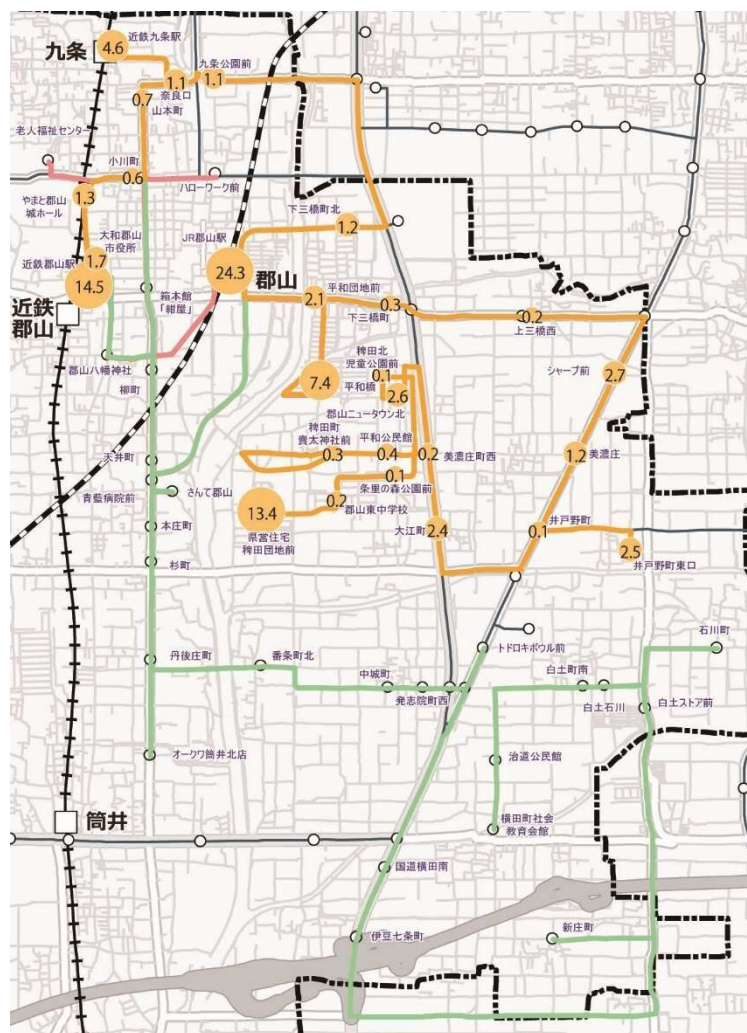 九条
4.6
近鉄九条駅
九条公園前
1.1
1.1
奈良口
0.7
山本町
老人福祉センター
小川町
0.6
ハローワーク前
1.3
やまと郡山
城ホール
下三橋町北
1.2
大和郡山
市役所
JR郡山駅
近鉄郡山駅
1.7
14.5
24.3
郡山
箱本館
「紺屋」
2.1
平和団地前
0.3
下三橋町
0.2
上三橋西
近鉄
郡山
郡山八幡神社
柳町
稗田北
児童公園前
7.4
0.1
平和橋
2.6
シャープ前
2.7
郡山ニュータウン北
稗田町
賣太神社前
平和公民館
0.3
0.4
0.2
美濃庄町西
1.2
美濃庄
矢井町
青藍病院前
さんて郡山
0.1
条里の森公園前
0.2
郡山東中学校
13.4
県営住宅
稗田団地前
本庄町
大江町
2.4
井戸野町
0.1
2.5
井戸野町東口
杉町
丹後庄町
番条町北
中城町
発志院町西
トドロキボウル前
石川町
白土町南
白土石川
白土ストア前
オークワ筒井北店
治道公民館
筒井
横田町社会
教育会館
国道横田南
伊豆七条町
新庄町